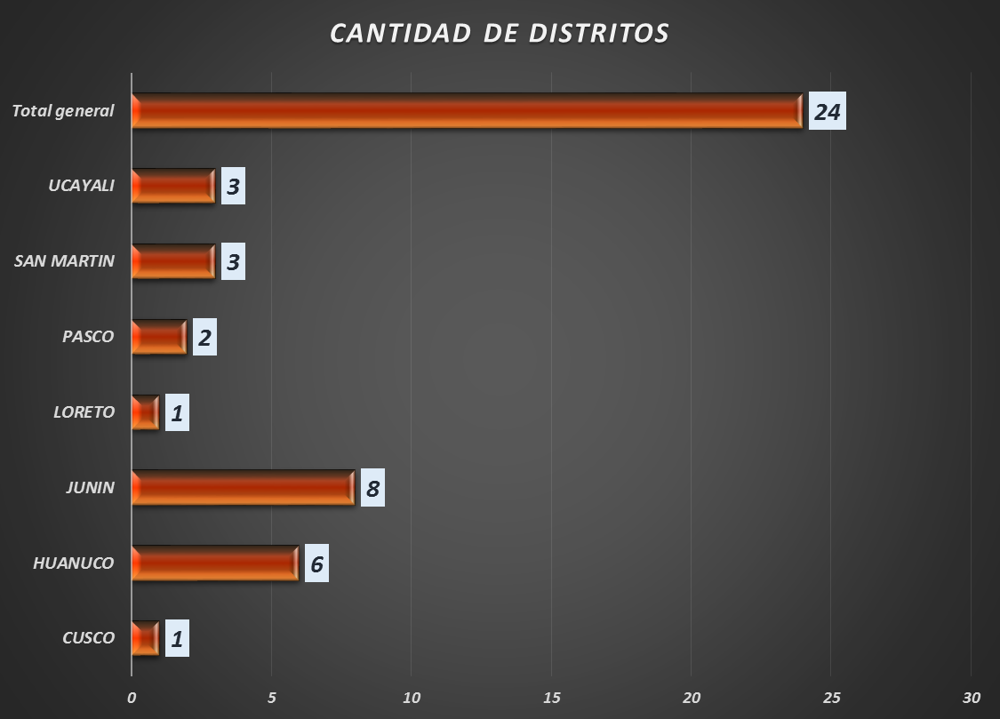 CANTIDAD DE DISTRITOS
Total general 24
UCAYALI 3
SAN MARTIN 3
PASCO 2
LORETO 1
JUNIN 8
HUANUCO 6
CUSCO 1
0 5 10 15 20 25 30